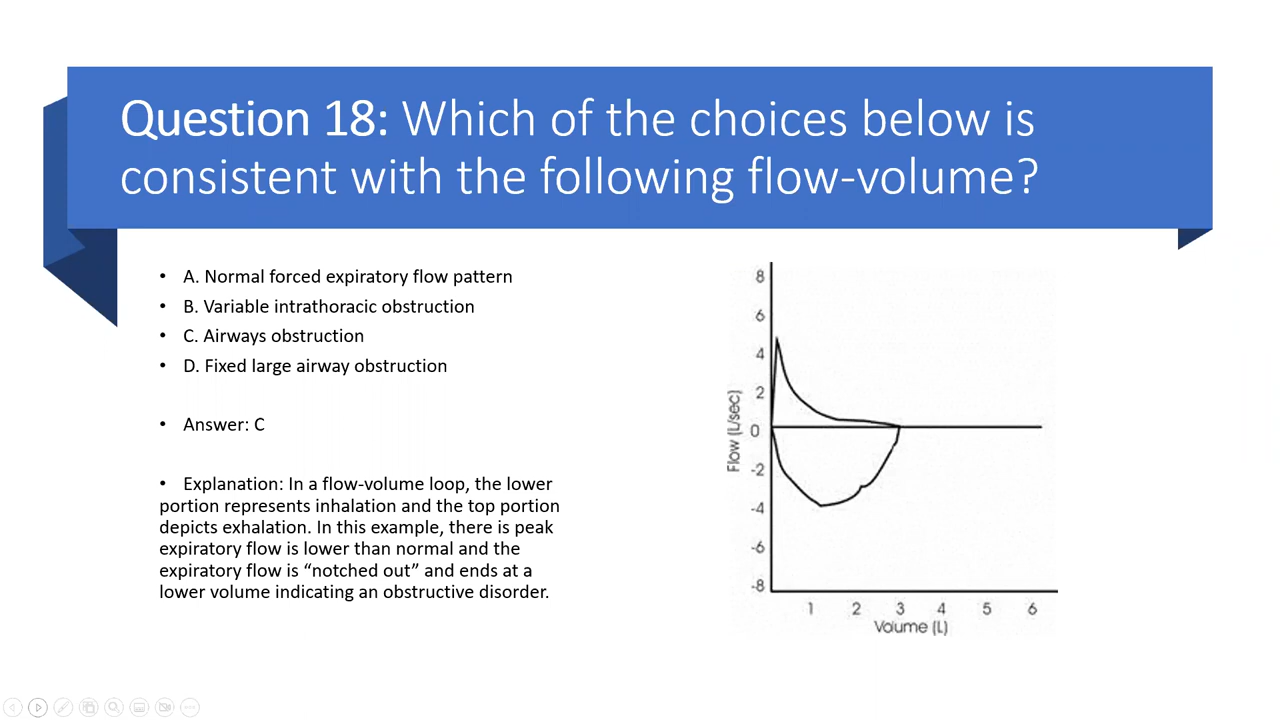 Question 18: Which of the choices below is
consistent with the following flow-volume?
• A. Normal forced expiratory flow pattern
• B. Variable intrathoracic obstruction
• C. Airways obstruction
• D. Fixed large airway obstruction
• Answer: C
• Explanation: In a flow-volume loop, the lower
portion represents inhalation and the top portion
depicts exhalation. In this example, there is peak
expiratory flow is lower than normal and the
expiratory flow is “notched out” and ends at a
lower volume indicating an obstructive disorder.
8
6
4
2
0
-2
-4
-6
-8
Flow (L/sec)
1 2 3 4 5 6
Volume (L)